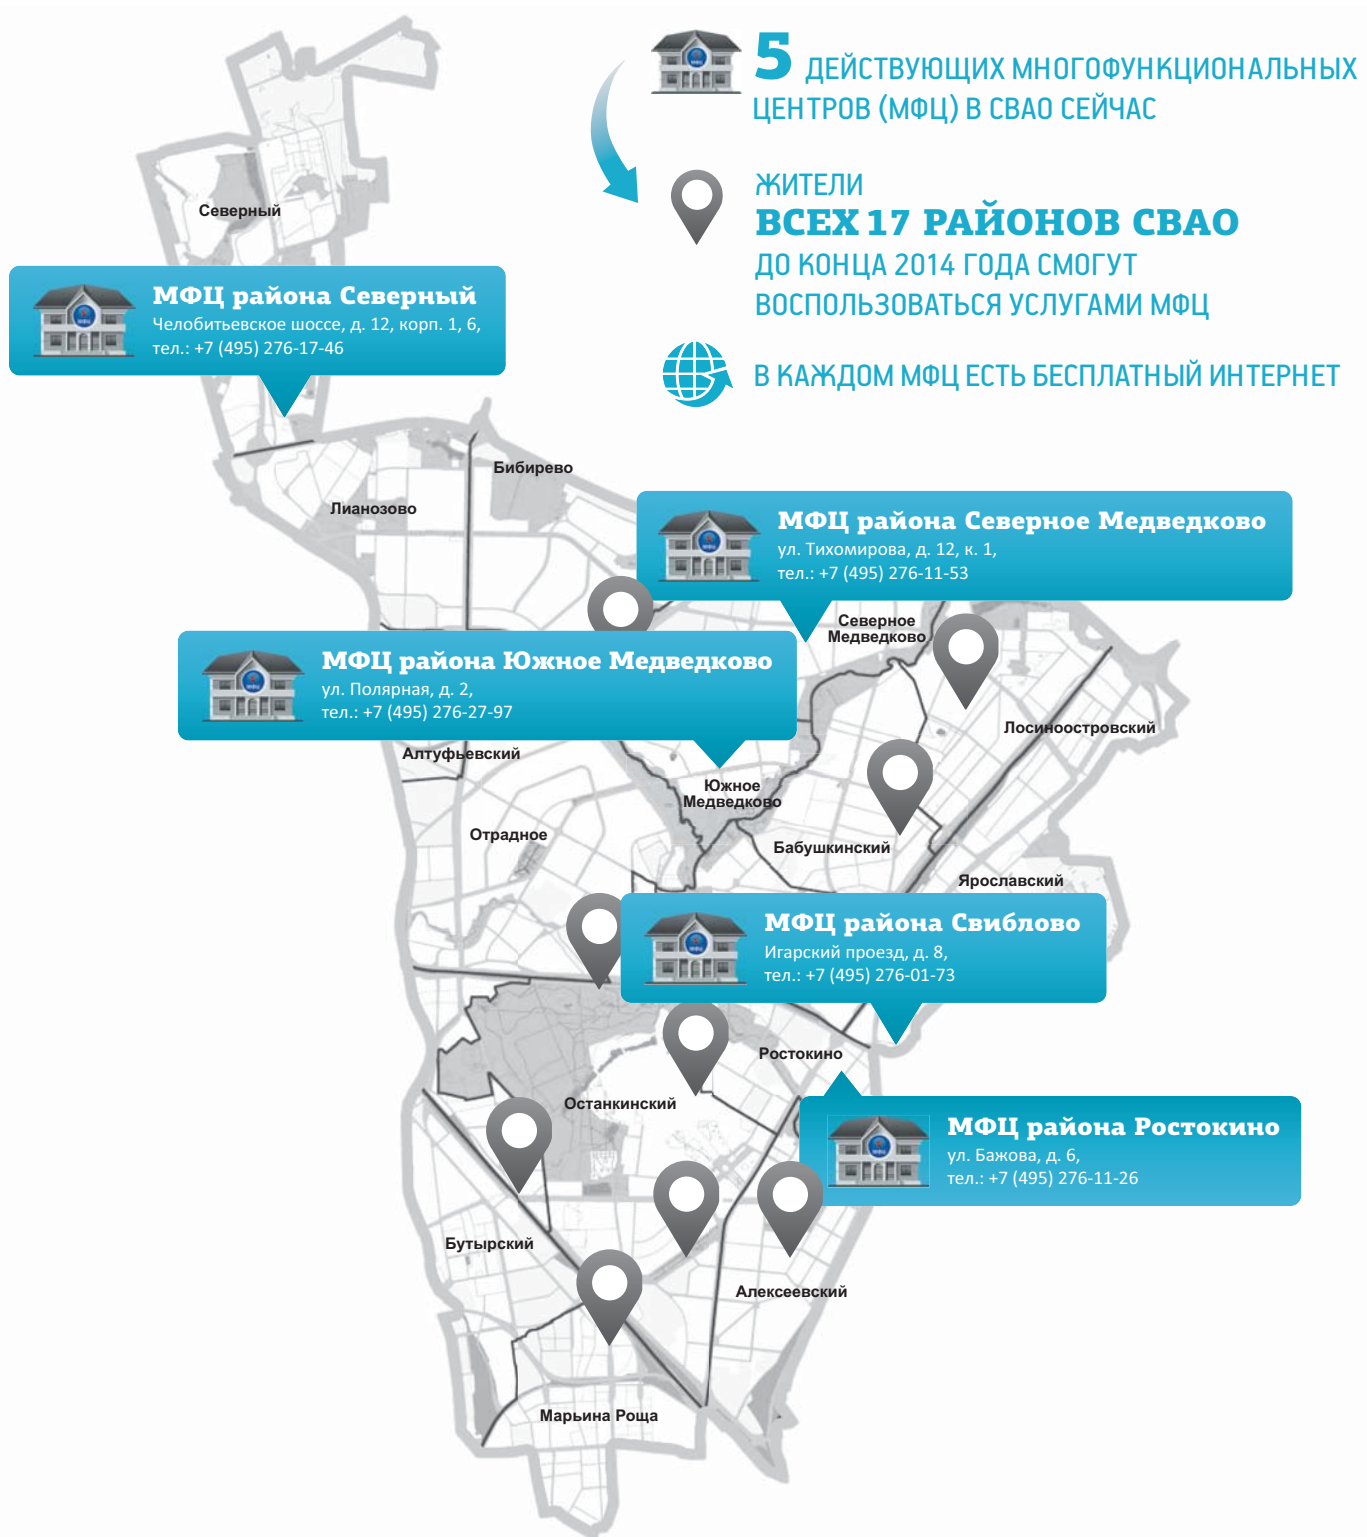 5 ДЕЙСТВУЮЩИХ МНОГОФУНКЦИОНАЛЬНЫХ
ЦЕНТРОВ (МФЦ) В СВАО СЕЙЧАС
ЖИТЕЛИ
ВСЕХ 17 РАЙОНОВ СВАО
ДО КОНЦА 2014 ГОДА СМОГУТ
ВОСПОЛЬЗОВАТЬСЯ УСЛУГАМИ МФЦ
В КАЖДОМ МФЦ ЕСТЬ БЕСПЛАТНЫЙ ИНТЕРНЕТ
Северный
МФЦ
МФЦ района Северный
Челобитьевское шоссе, д. 12, корп. 1, 6,
тел.: +7 (495) 276-17-46
Бибирево
Лианозово
МФЦ
МФЦ района Северное Медведково
ул. Тихомирова, д. 12, к. 1,
тел.: +7 (495) 276-11-53
Северное
Медведково
МФЦ
МФЦ района Южное Медведково
ул. Полярная, д. 2,
тел.: +7 (495) 276-27-97
Лосиноостровский
Алтуфьевский
Южное
Медведково
Отрадное
Бабушкинский
Ярославский
МФЦ
МФЦ района Свиблово
Игарский проезд, д. 8,
тел.: +7 (495) 276-01-73
Ростокино
Останкинский
МФЦ
МФЦ района Ростокино
ул. Бажова, д. 6,
тел.: +7 (495) 276-11-26
Бутырский
Алексеевский
Марьина Роща